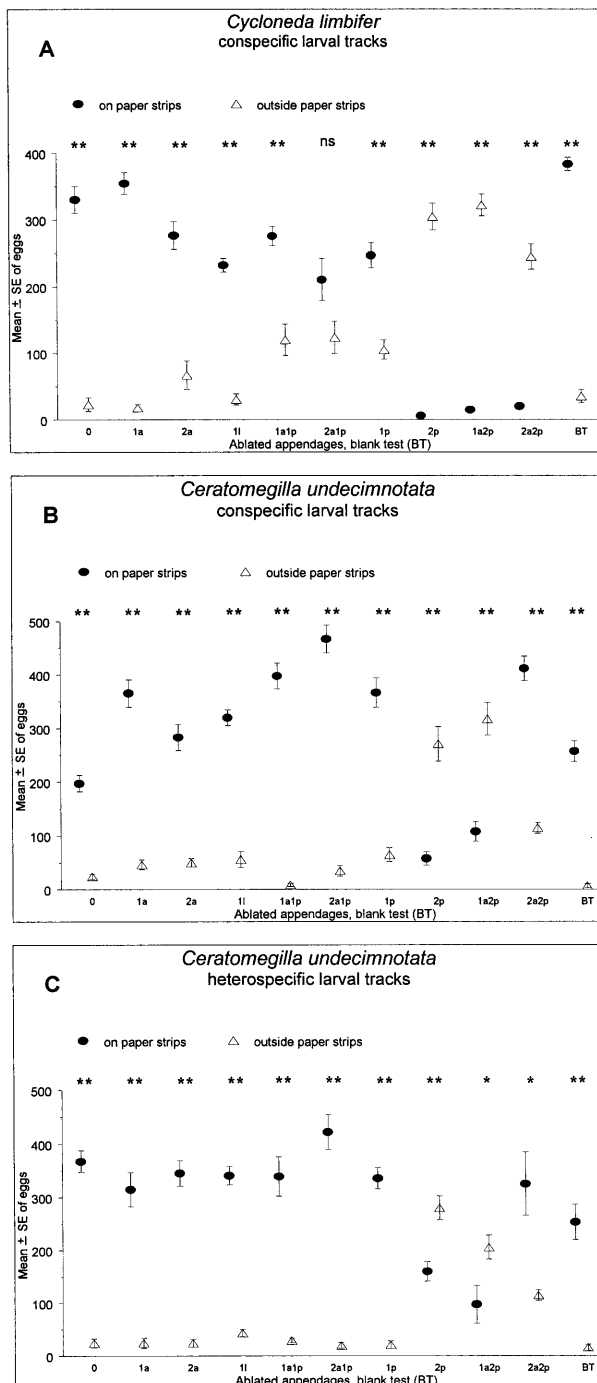 Cycloneda limbifer
A
conspecific larval tracks
● on paper strips △ outside paper strips
** ** ** ** ** ns ** ** ** ** **
400
300
200
100
0
Mean ± SE of eggs
0 1a 2a 1l 1a1p 2a1p 1p 2p 1a2p 2a2p BT
Ablated appendages, blank test (BT)
Ceratomegilla undecimnotata
B
conspecific larval tracks
● on paper strips △ outside paper strips
** ** ** ** ** ** ** ** ** ** **
500
400
300
200
100
0
Mean ± SE of eggs
0 1a 2a 1l 1a1p 2a1p 1p 2p 1a2p 2a2p BT
Ablated appendages, blank test (BT)
Ceratomegilla undecimnotata
C
heterospecific larval tracks
● on paper strips △ outside paper strips
** ** ** ** ** ** ** ** * * **
500
400
300
200
100
0
Mean ± SE of eggs
0 1a 2a 1l 1a1p 2a1p 1p 2p 1a2p 2a2p BT
Ablated appendages, blank test (BT)